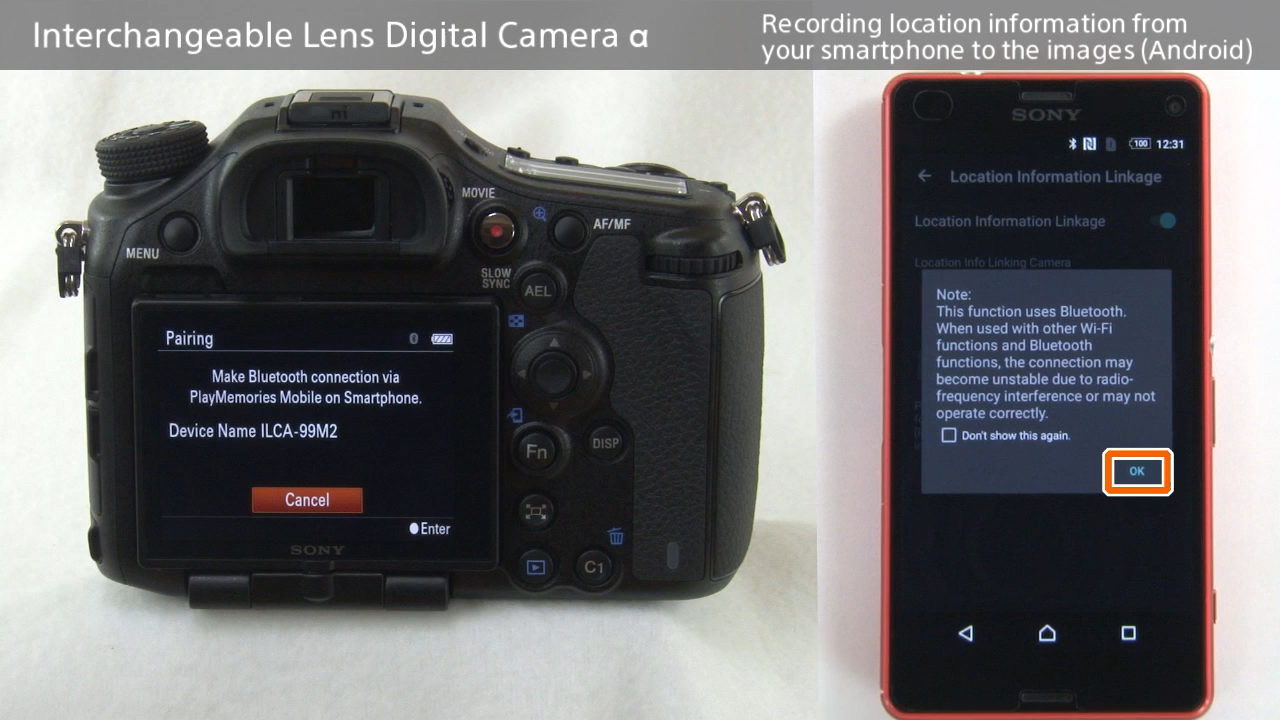 Interchangeable Lens Digital Camera α
Recording location information from
your smartphone to the images (Android)
MENU
MOVIE
AF/MF
SLOW
SYNC
AEL
Fn
DISP
C1
Pairing
Make Bluetooth connection via
PlayMemories Mobile on Smartphone.
Device Name ILCA-99M2
Cancel
Enter
SONY
SONY
100 12:31
Location Information Linkage
Location Information Linkage
Location Info Linking Camera
Note:
This function uses Bluetooth.
When used with other Wi-Fi
functions and Bluetooth
functions, the connection may
become unstable due to radio-
frequency interference or may not
operate correctly.
Don't show this again.
OK